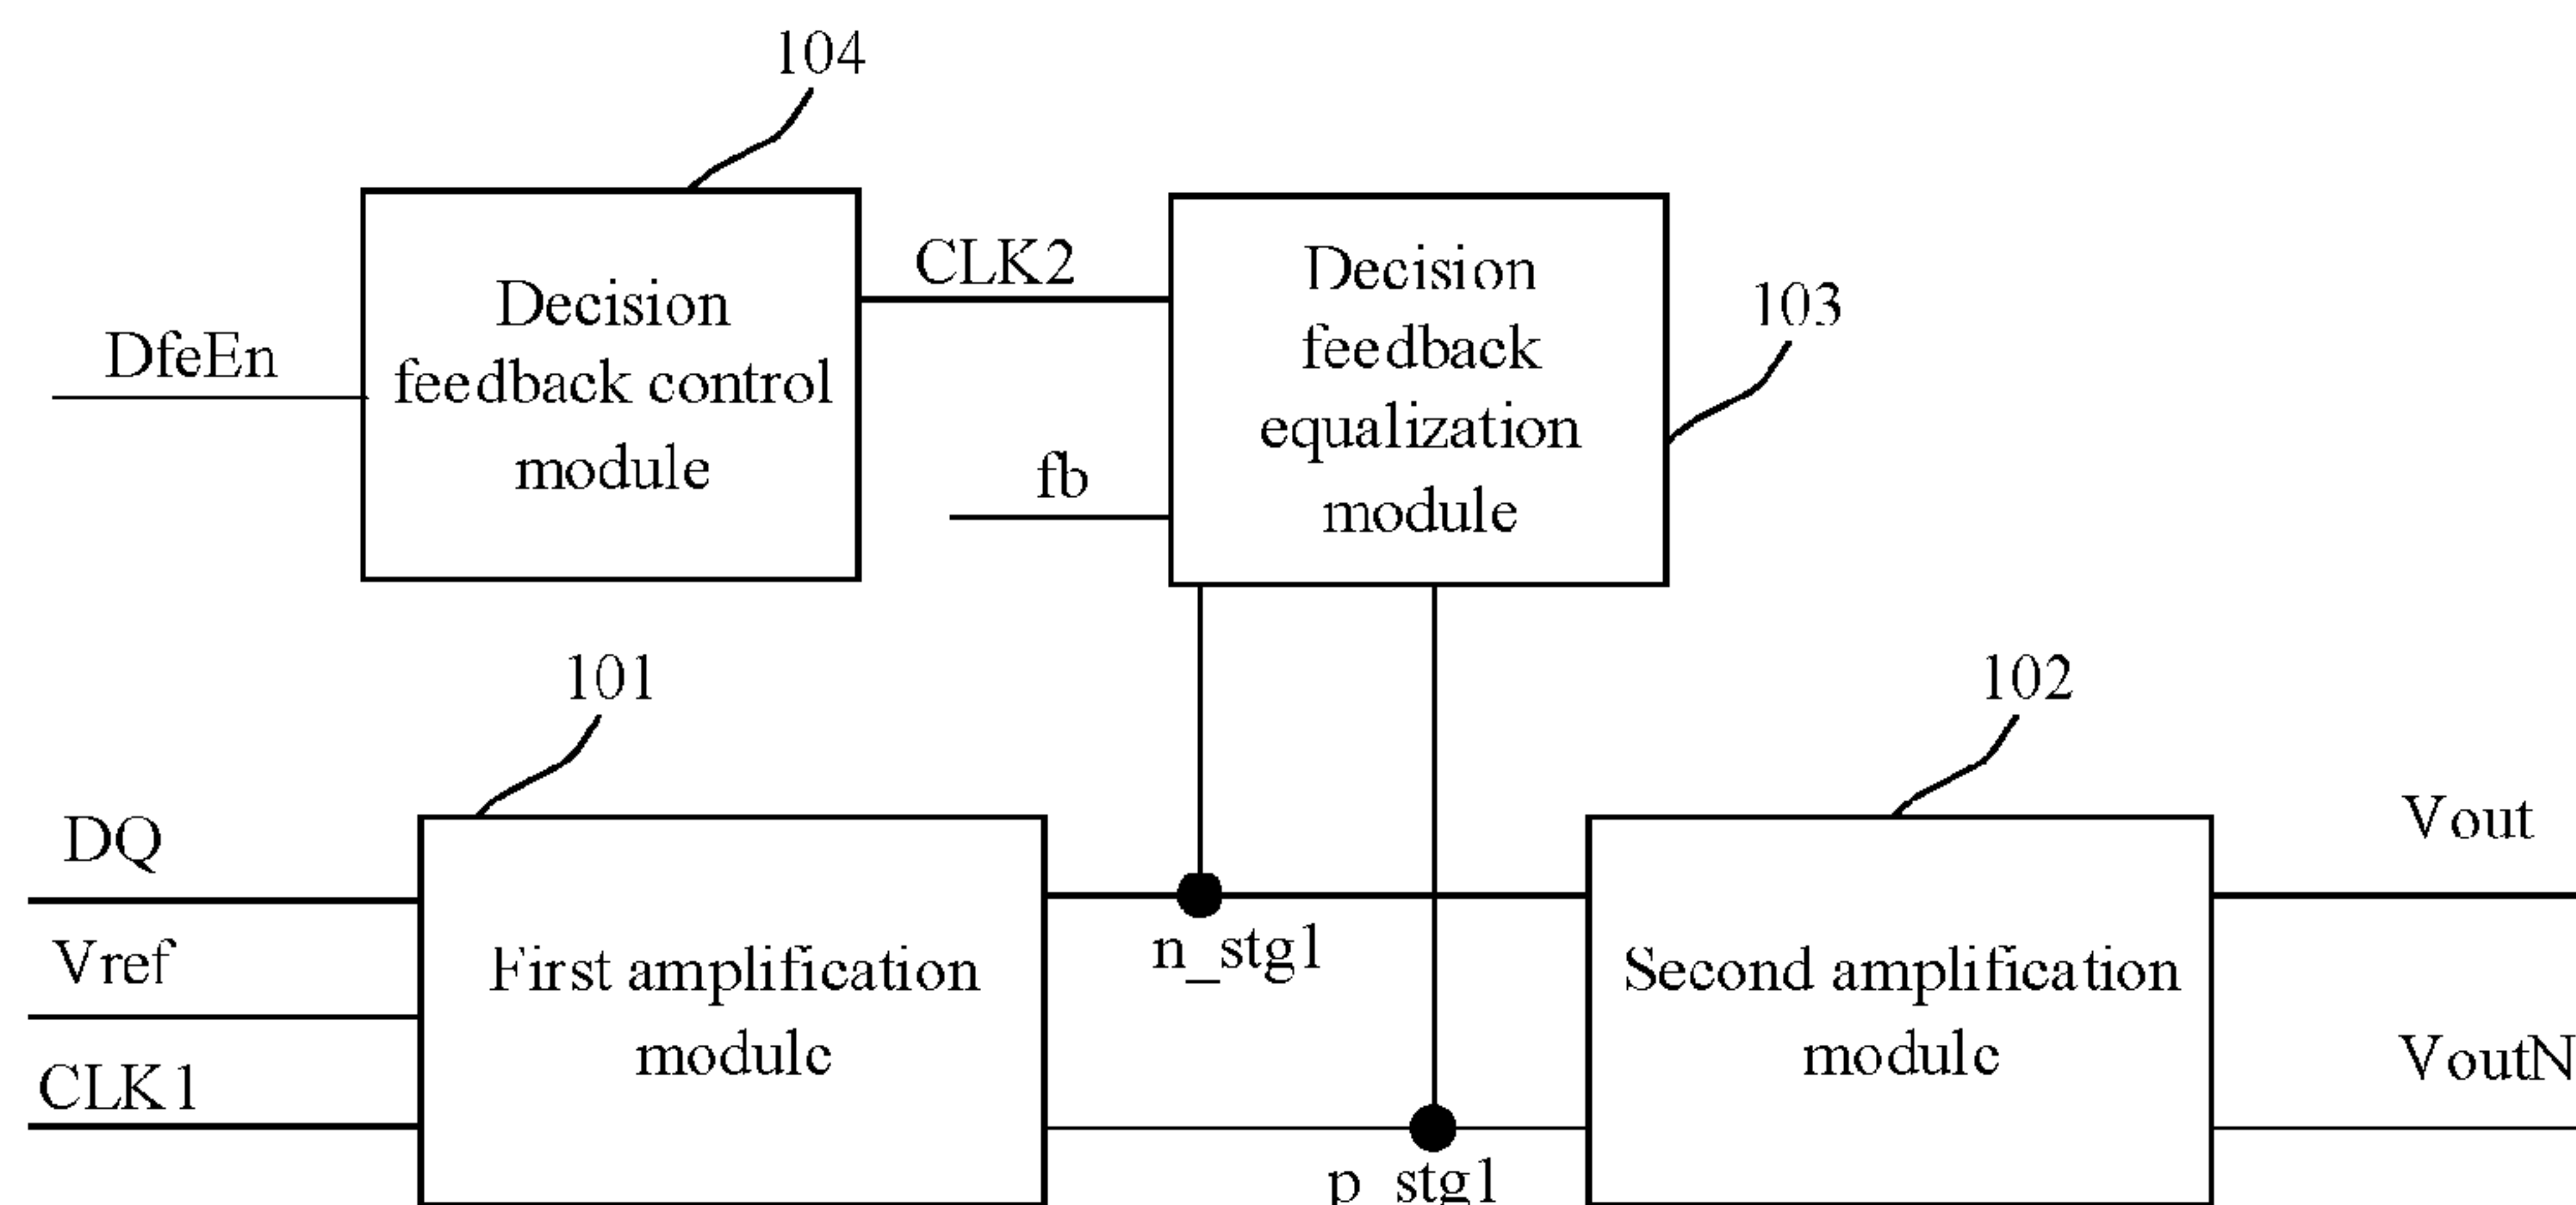 104
CLK2
Decision
feedback
equalization
module
103
Decision
feedback control
module
DfeEn
fb
101
102
DQ
Vref
CLK1
First amplification
module
n_stg1
p_stg1
Second amplification
module
Vout
VoutN